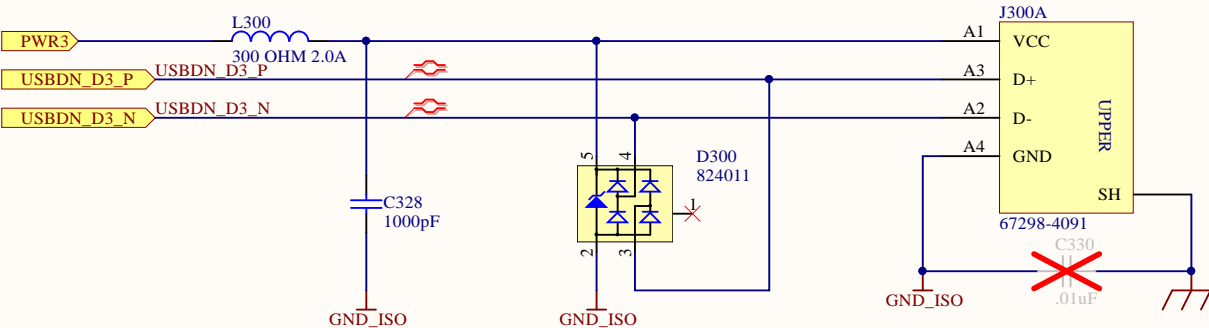 J300A
L300
PWR3
300 OHM 2.0A
A1
VCC
USBDN_D3_P
USBDN_D3_P
A3
D+
USBDN_D3_N
USBDN_D3_N
A2
D-
UPPER
A4
GND
5
4
D300
824011
1
C328
1000pF
SH
67298-4091
2
3
C330
.01uF
GND_ISO
GND_ISO
GND_ISO